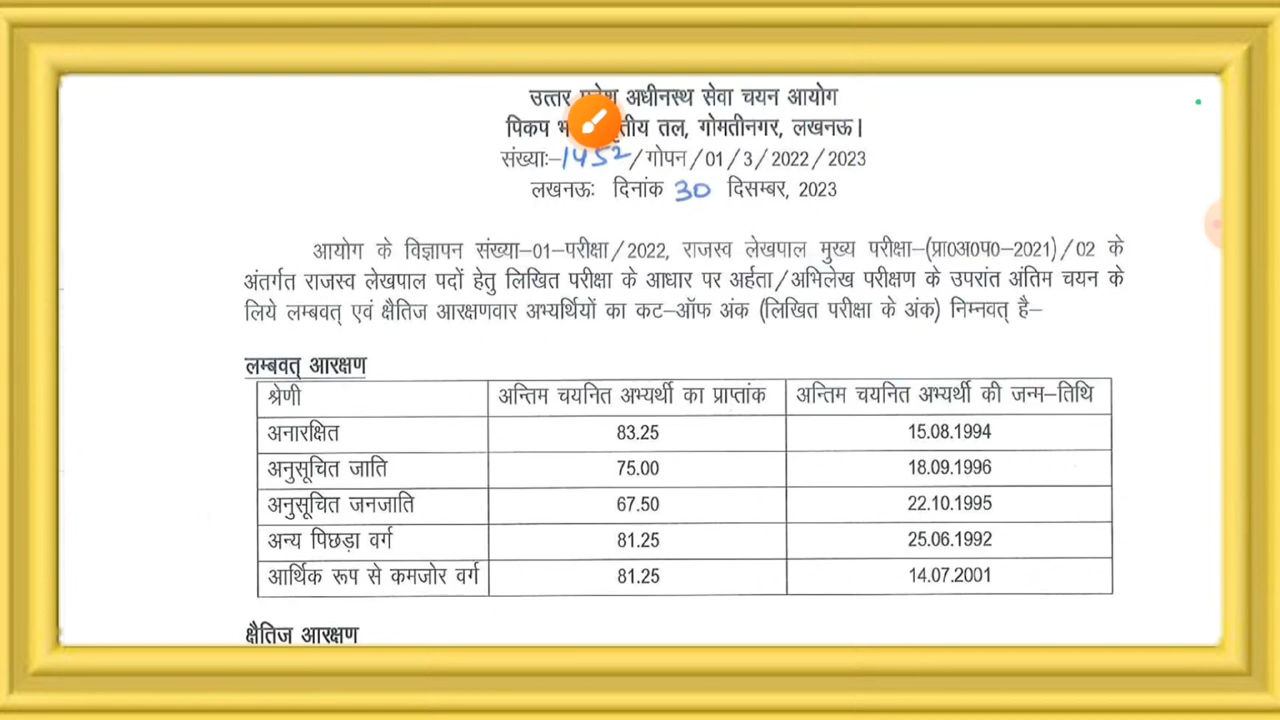 उत्तर अधीनस्थ सेवा चयन आयोग
पिकप तल, गोमतीनगर, लखनऊ।
संख्याः-1452/गोपन/01/3/2022/2023
लखनऊः दिनांक 30 दिसम्बर, 2023
आयोग के विज्ञापन संख्या-01-परीक्षा/2022, राजस्व लेखपाल मुख्य परीक्षा-(प्रा0अ0प0-2021)/02 के
अंतर्गत राजस्व लेखपाल पदों हेतु लिखित परीक्षा के आधार पर अर्हता/अभिलेख परीक्षण के उपरांत अंतिम चयन के
लिये लम्बवत् एवं क्षैतिज आरक्षणवार अभ्यर्थियों का कट-ऑफ अंक (लिखित परीक्षा के अंक) निम्नवत् है-
लम्बवत् आरक्षण
श्रेणी अन्तिम चयनित अभ्यर्थी का प्राप्तांक अन्तिम चयनित अभ्यर्थी की जन्म-तिथि
अनारक्षित 83.25 15.08.1994
अनुसूचित जाति 75.00 18.09.1996
अनुसूचित जनजाति 67.50 22.10.1995
अन्य पिछड़ा वर्ग 81.25 25.06.1992
आर्थिक रूप से कमजोर वर्ग 81.25 14.07.2001
क्षैतिज आरक्षण